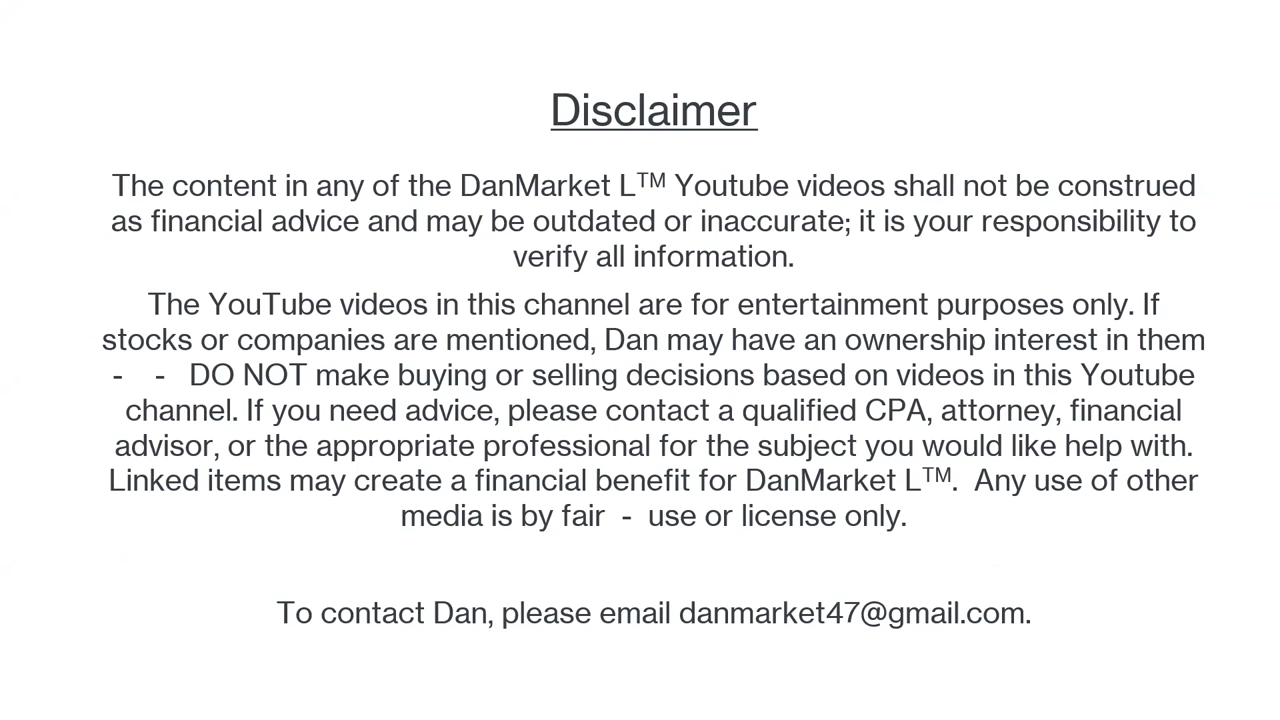 Disclaimer
The content in any of the DanMarket L™ Youtube videos shall not be construed
as financial advice and may be outdated or inaccurate; it is your responsibility to
verify all information.
The YouTube videos in this channel are for entertainment purposes only. If
stocks or companies are mentioned, Dan may have an ownership interest in them
- - DO NOT make buying or selling decisions based on videos in this Youtube
channel. If you need advice, please contact a qualified CPA, attorney, financial
advisor, or the appropriate professional for the subject you would like help with.
Linked items may create a financial benefit for DanMarket L™. Any use of other
media is by fair - use or license only.
To contact Dan, please email danmarket47@gmail.com.